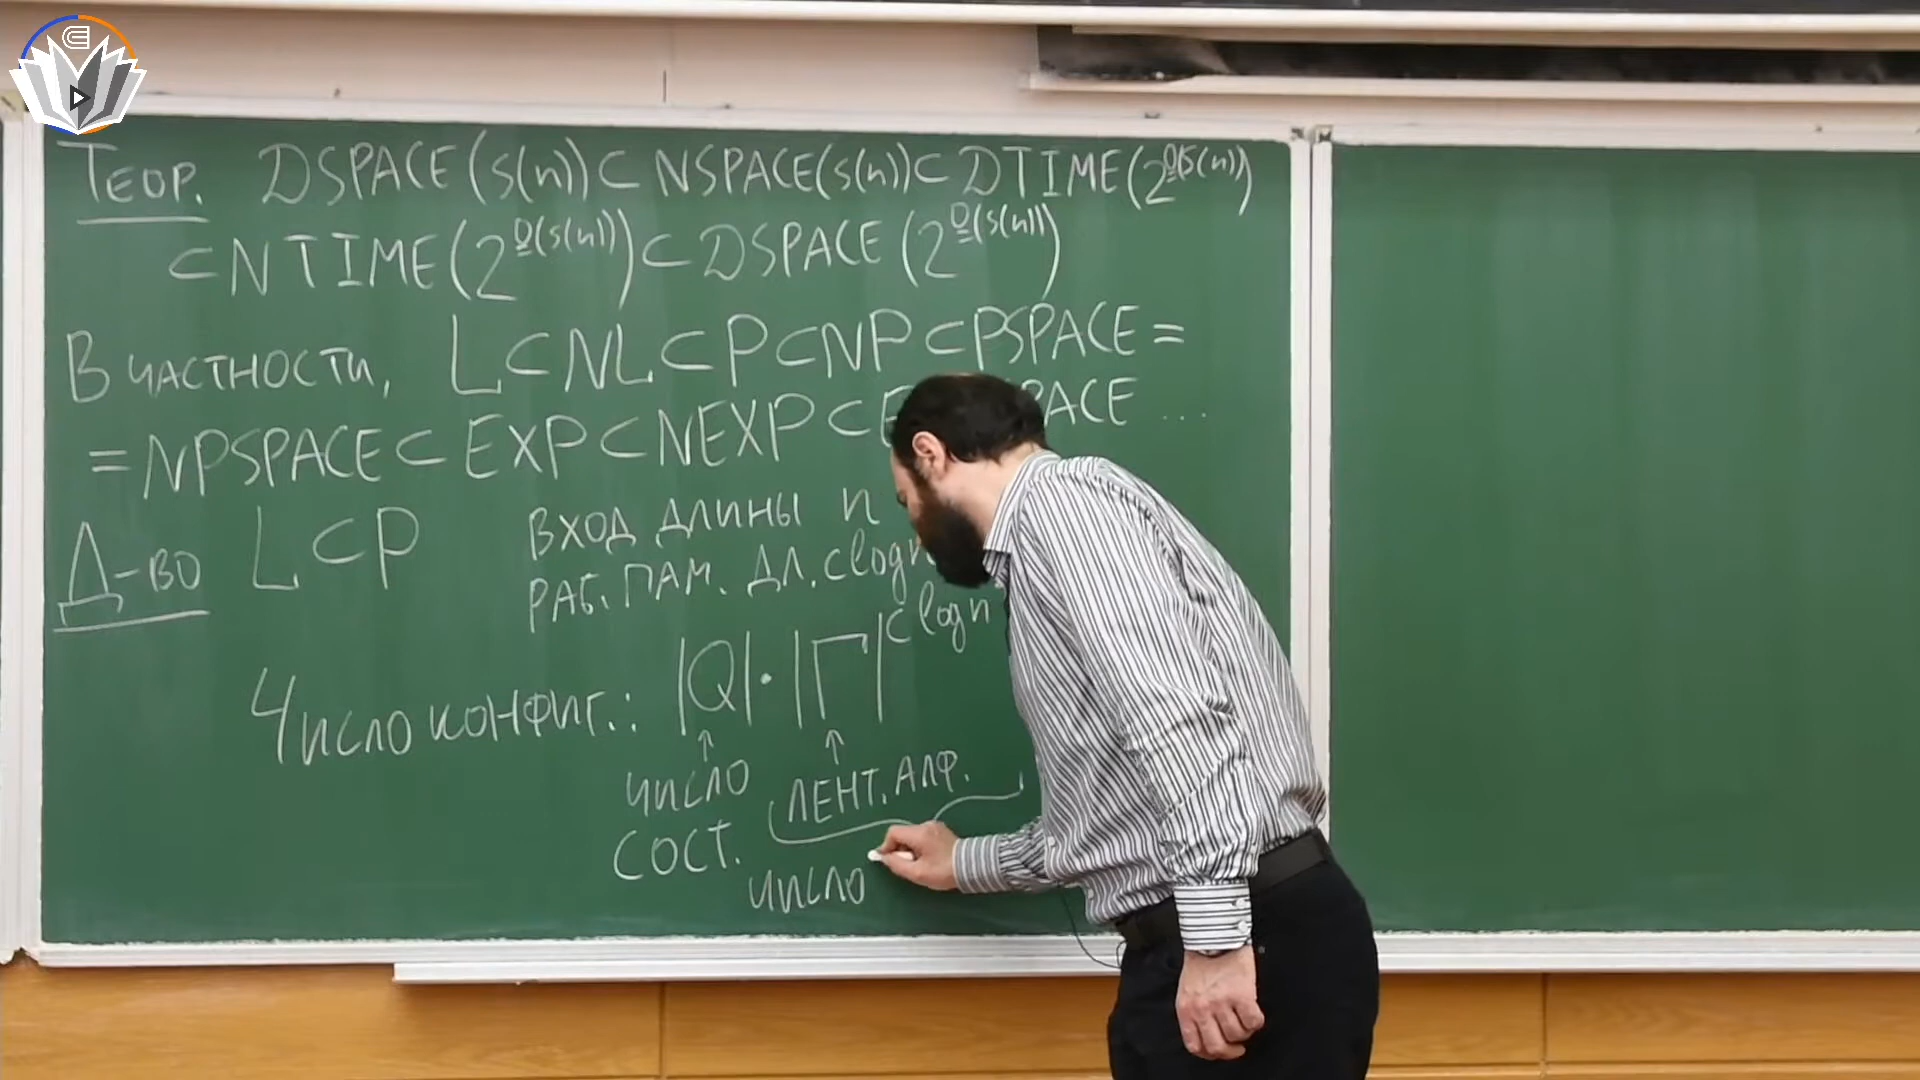 Теор. DSPACE(s(n)) ⊂ NSPACE(s(n)) ⊂ DTIME(2^{O(s(n))})
⊂ NTIME(2^{O(s(n))}) ⊂ DSPACE(2^{O(s(n))})
В частности, L ⊂ NL ⊂ P ⊂ NP ⊂ PSPACE =
= NPSPACE ⊂ EXP ⊂ NEXP ⊂ ...
Д-во L ⊂ P вход длины n
раб. пам. дл. c log n
Число конфиг.: |Q| · |Γ|^{c log n}
↑ ↑
число лент. алф.
сост.
число